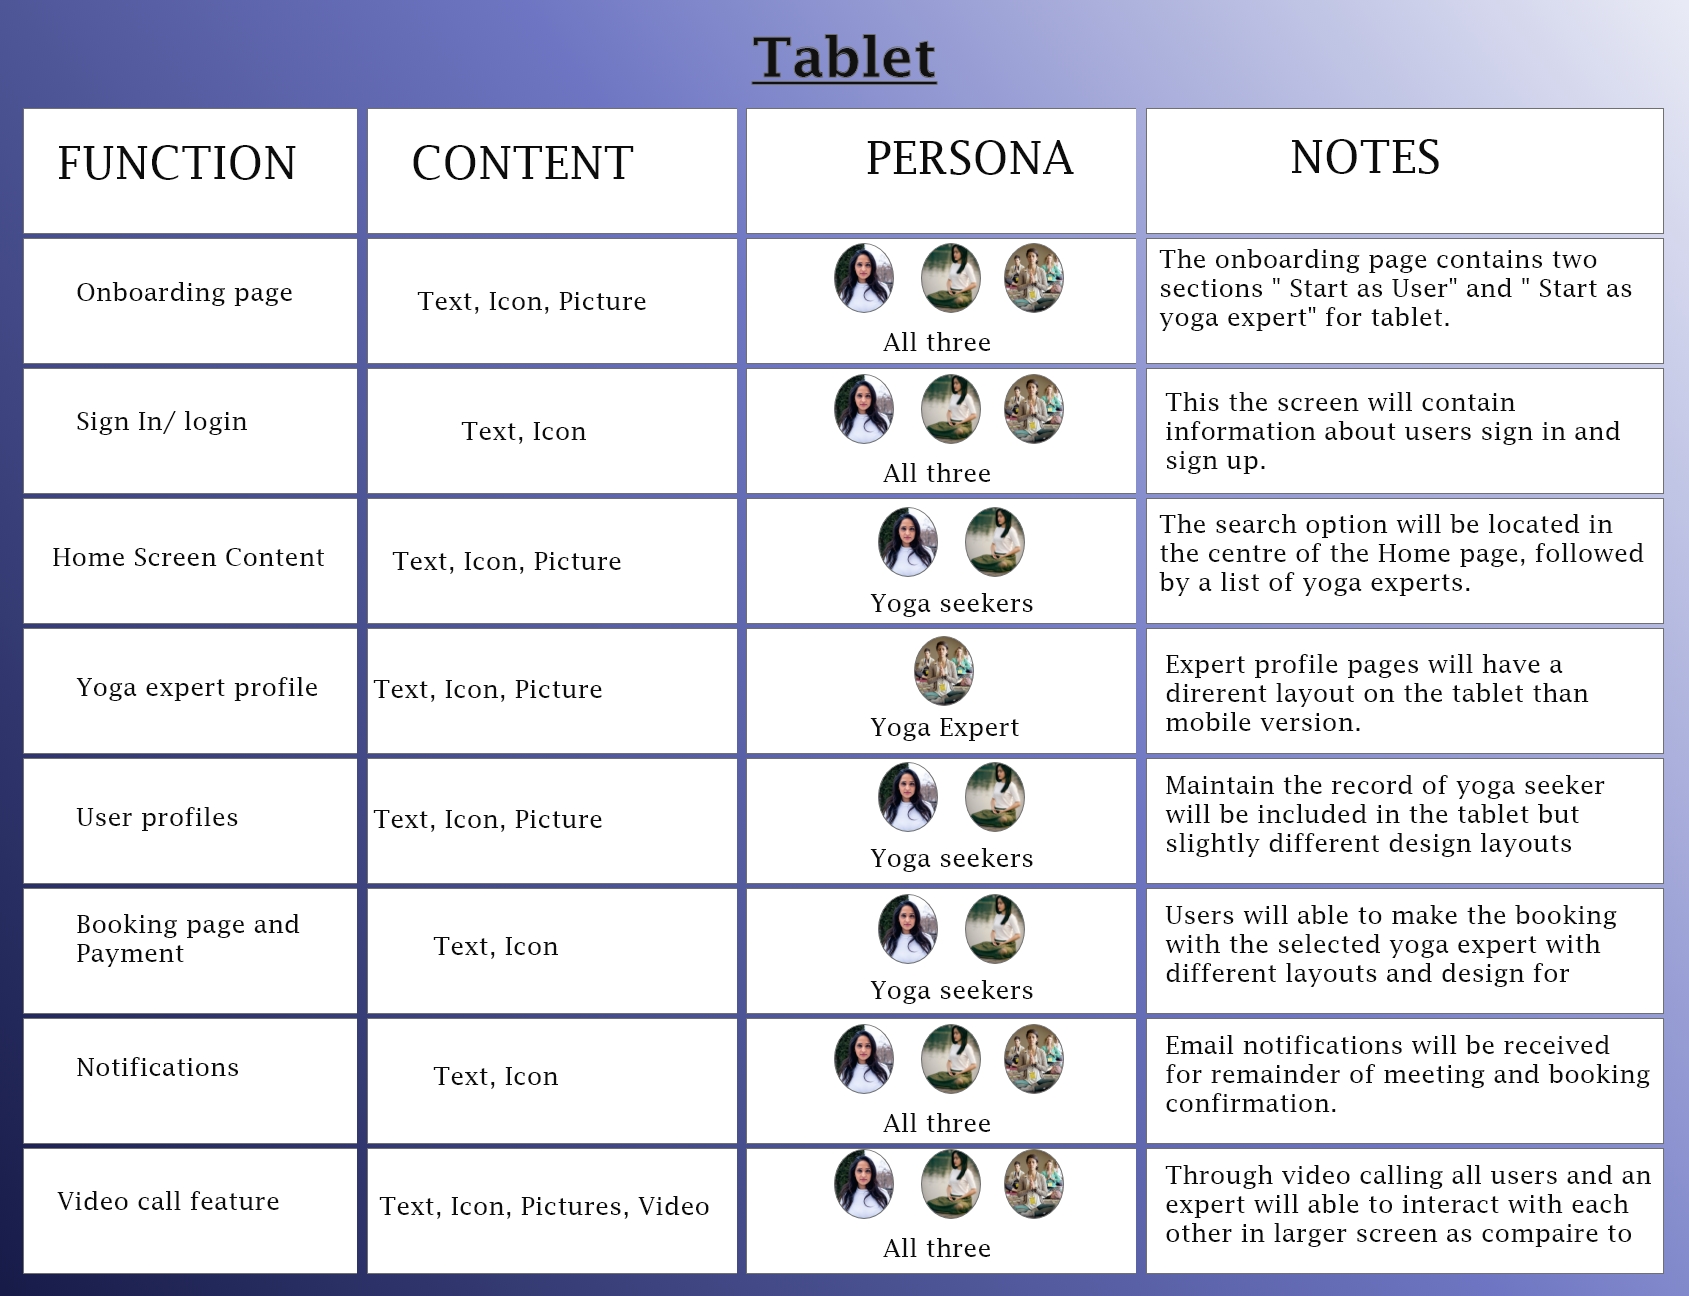 Tablet
FUNCTION
CONTENT
PERSONA
NOTES
Onboarding page
Text, Icon, Picture
All three
The onboarding page contains two
sections " Start as User" and " Start as
yoga expert" for tablet.
Sign In/ login
Text, Icon
All three
This the screen will contain
information about users sign in and
sign up.
Home Screen Content
Text, Icon, Picture
Yoga seekers
The search option will be located in
the centre of the Home page, followed
by a list of yoga experts.
Yoga expert profile
Text, Icon, Picture
Yoga Expert
Expert profile pages will have a
direrent layout on the tablet than
mobile version.
User profiles
Text, Icon, Picture
Yoga seekers
Maintain the record of yoga seeker
will be included in the tablet but
slightly different design layouts
Booking page and
Payment
Text, Icon
Yoga seekers
Users will able to make the booking
with the selected yoga expert with
different layouts and design for
Notifications
Text, Icon
All three
Email notifications will be received
for remainder of meeting and booking
confirmation.
Video call feature
Text, Icon, Pictures, Video
All three
Through video calling all users and an
expert will able to interact with each
other in larger screen as compaire to